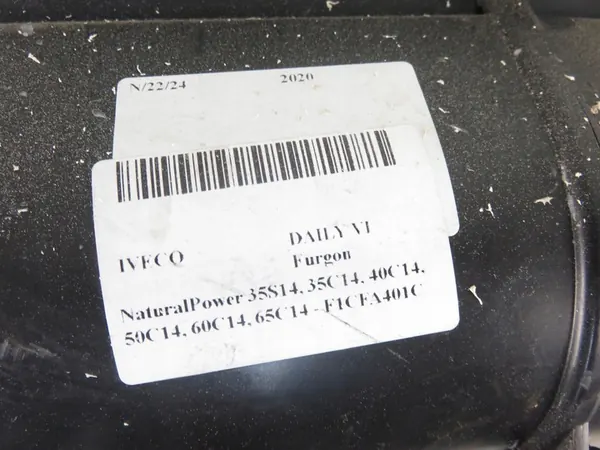 N/22/24 2020
IVECO DAILY VI
Furgon
NaturalPower 35S14, 35C14, 40C14,
50C14, 60C14, 65C14 - F1CFA401C